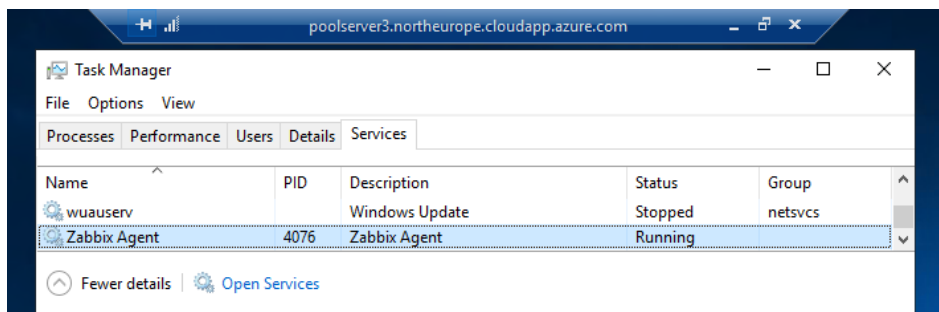 poolserver3.northeurope.cloudapp.azure.com
Task Manager
File Options View
Processes Performance Users Details Services
Name PID Description Status Group
wuauserv Windows Update Stopped netsvcs
Zabbix Agent 4076 Zabbix Agent Running
Fewer details Open Services